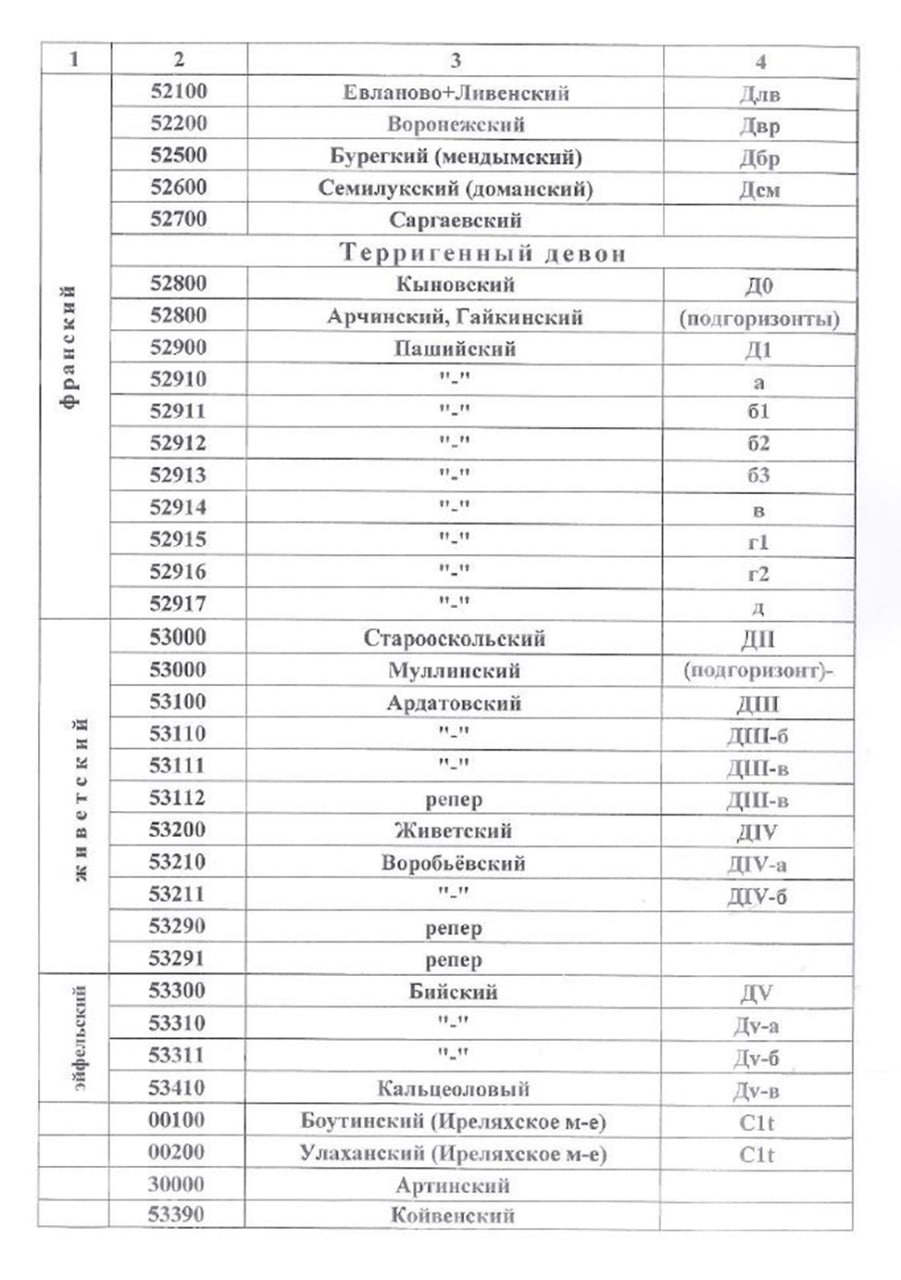 1 2 3 4
франский
52100 Евланово+Ливенский Длв
52200 Воронежский Двр
52500 Бурегкий (мендымский) Дбр
52600 Семилукский (доманский) Дсм
52700 Саргаевский
Терригенный девон
52800 Кыновский Д0
52800 Арчинский, Гайкинский (подгоризонты)
52900 Пашийский Д1
52910 "-" а
52911 "-" б1
52912 "-" б2
52913 "-" б3
52914 "-" в
52915 "-" г1
52916 "-" г2
52917 "-" д
живетский
53000 Старооскольский ДII
53000 Муллинский (подгоризонт)-
53100 Ардатовский ДIII
53110 "-" ДIII-б
53111 "-" ДIII-в
53112 репер ДIII-в
53200 Живетский ДIV
53210 Воробьёвский ДIV-а
53211 "-" ДIV-б
53290 репер
53291 репер
эйфельский
53300 Бийский ДV
53310 "-" Дv-а
53311 "-" Дv-б
53410 Кальцеоловый Дv-в
00100 Боутинский (Иреляхское м-е) C1t
00200 Улаханский (Иреляхское м-е) C1t
30000 Артинский
53390 Койвенский